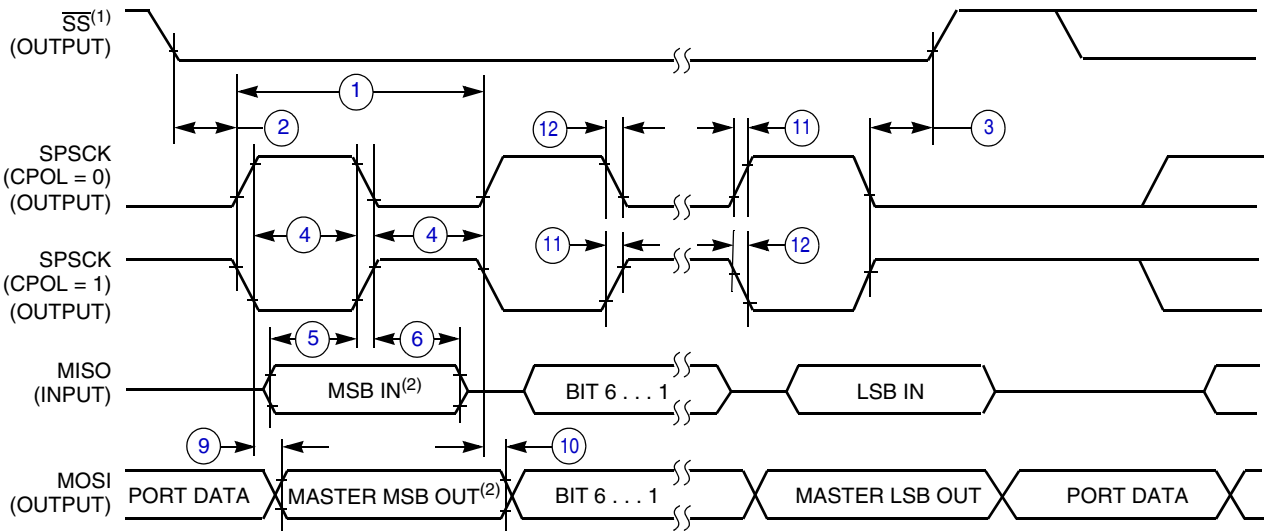 SS(1)
(OUTPUT)
1
2
12
11
3
SPSCK
(CPOL = 0)
(OUTPUT)
4
4
11
12
SPSCK
(CPOL = 1)
(OUTPUT)
5
6
MISO
(INPUT)
MSB IN(2)
BIT 6 . . . 1
LSB IN
9
10
MOSI
(OUTPUT)
PORT DATA
MASTER MSB OUT(2)
BIT 6 . . . 1
MASTER LSB OUT
PORT DATA